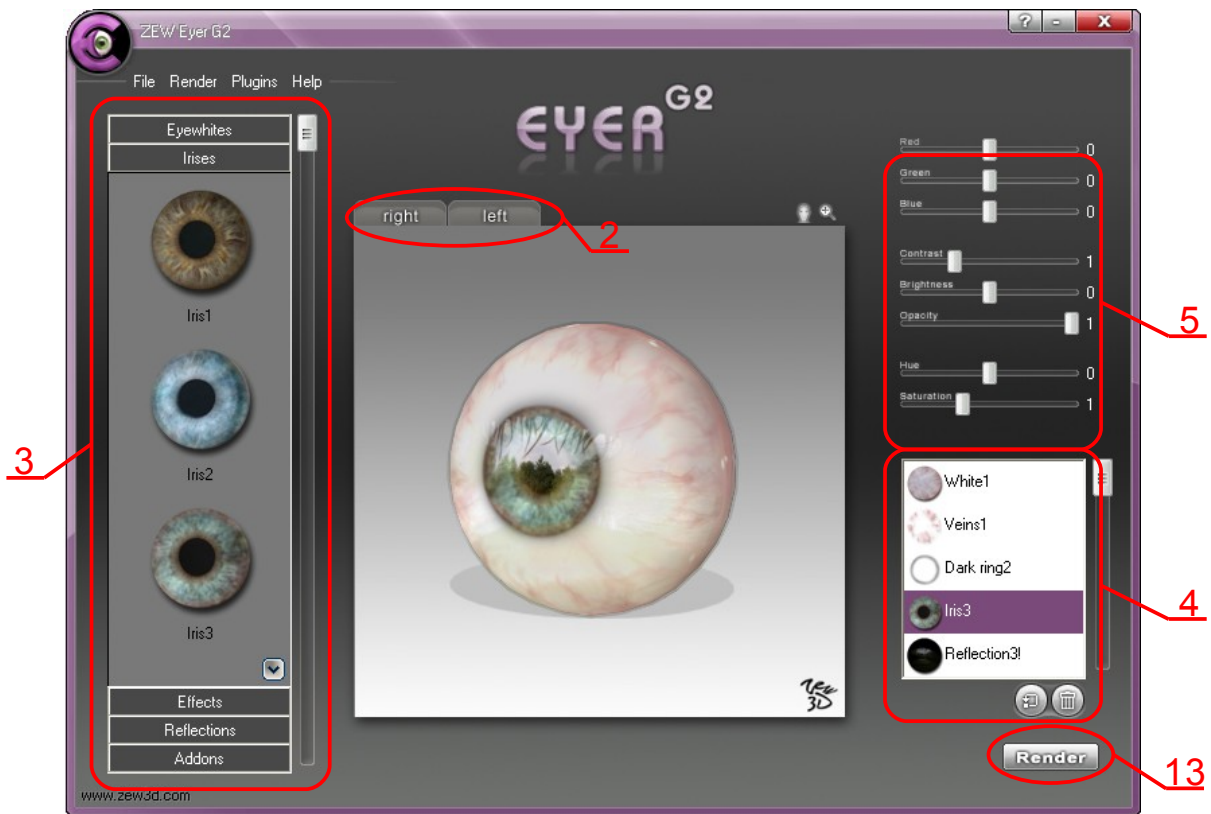 ZEW Eyer G2
? - X
File Render Plugins Help
EYER G2
Eyewhites
Irises
Iris1
Iris2
Iris3
Effects
Reflections
Addons
www.zew3d.com
right left
ZEW
3D
Red 0
Green 0
Blue 0
Contrast 1
Brightness 0
Opacity 1
Hue 0
Saturation 1
White1
Veins1
Dark ring2
Iris3
Reflection3!
Render
2
3
5
4
13